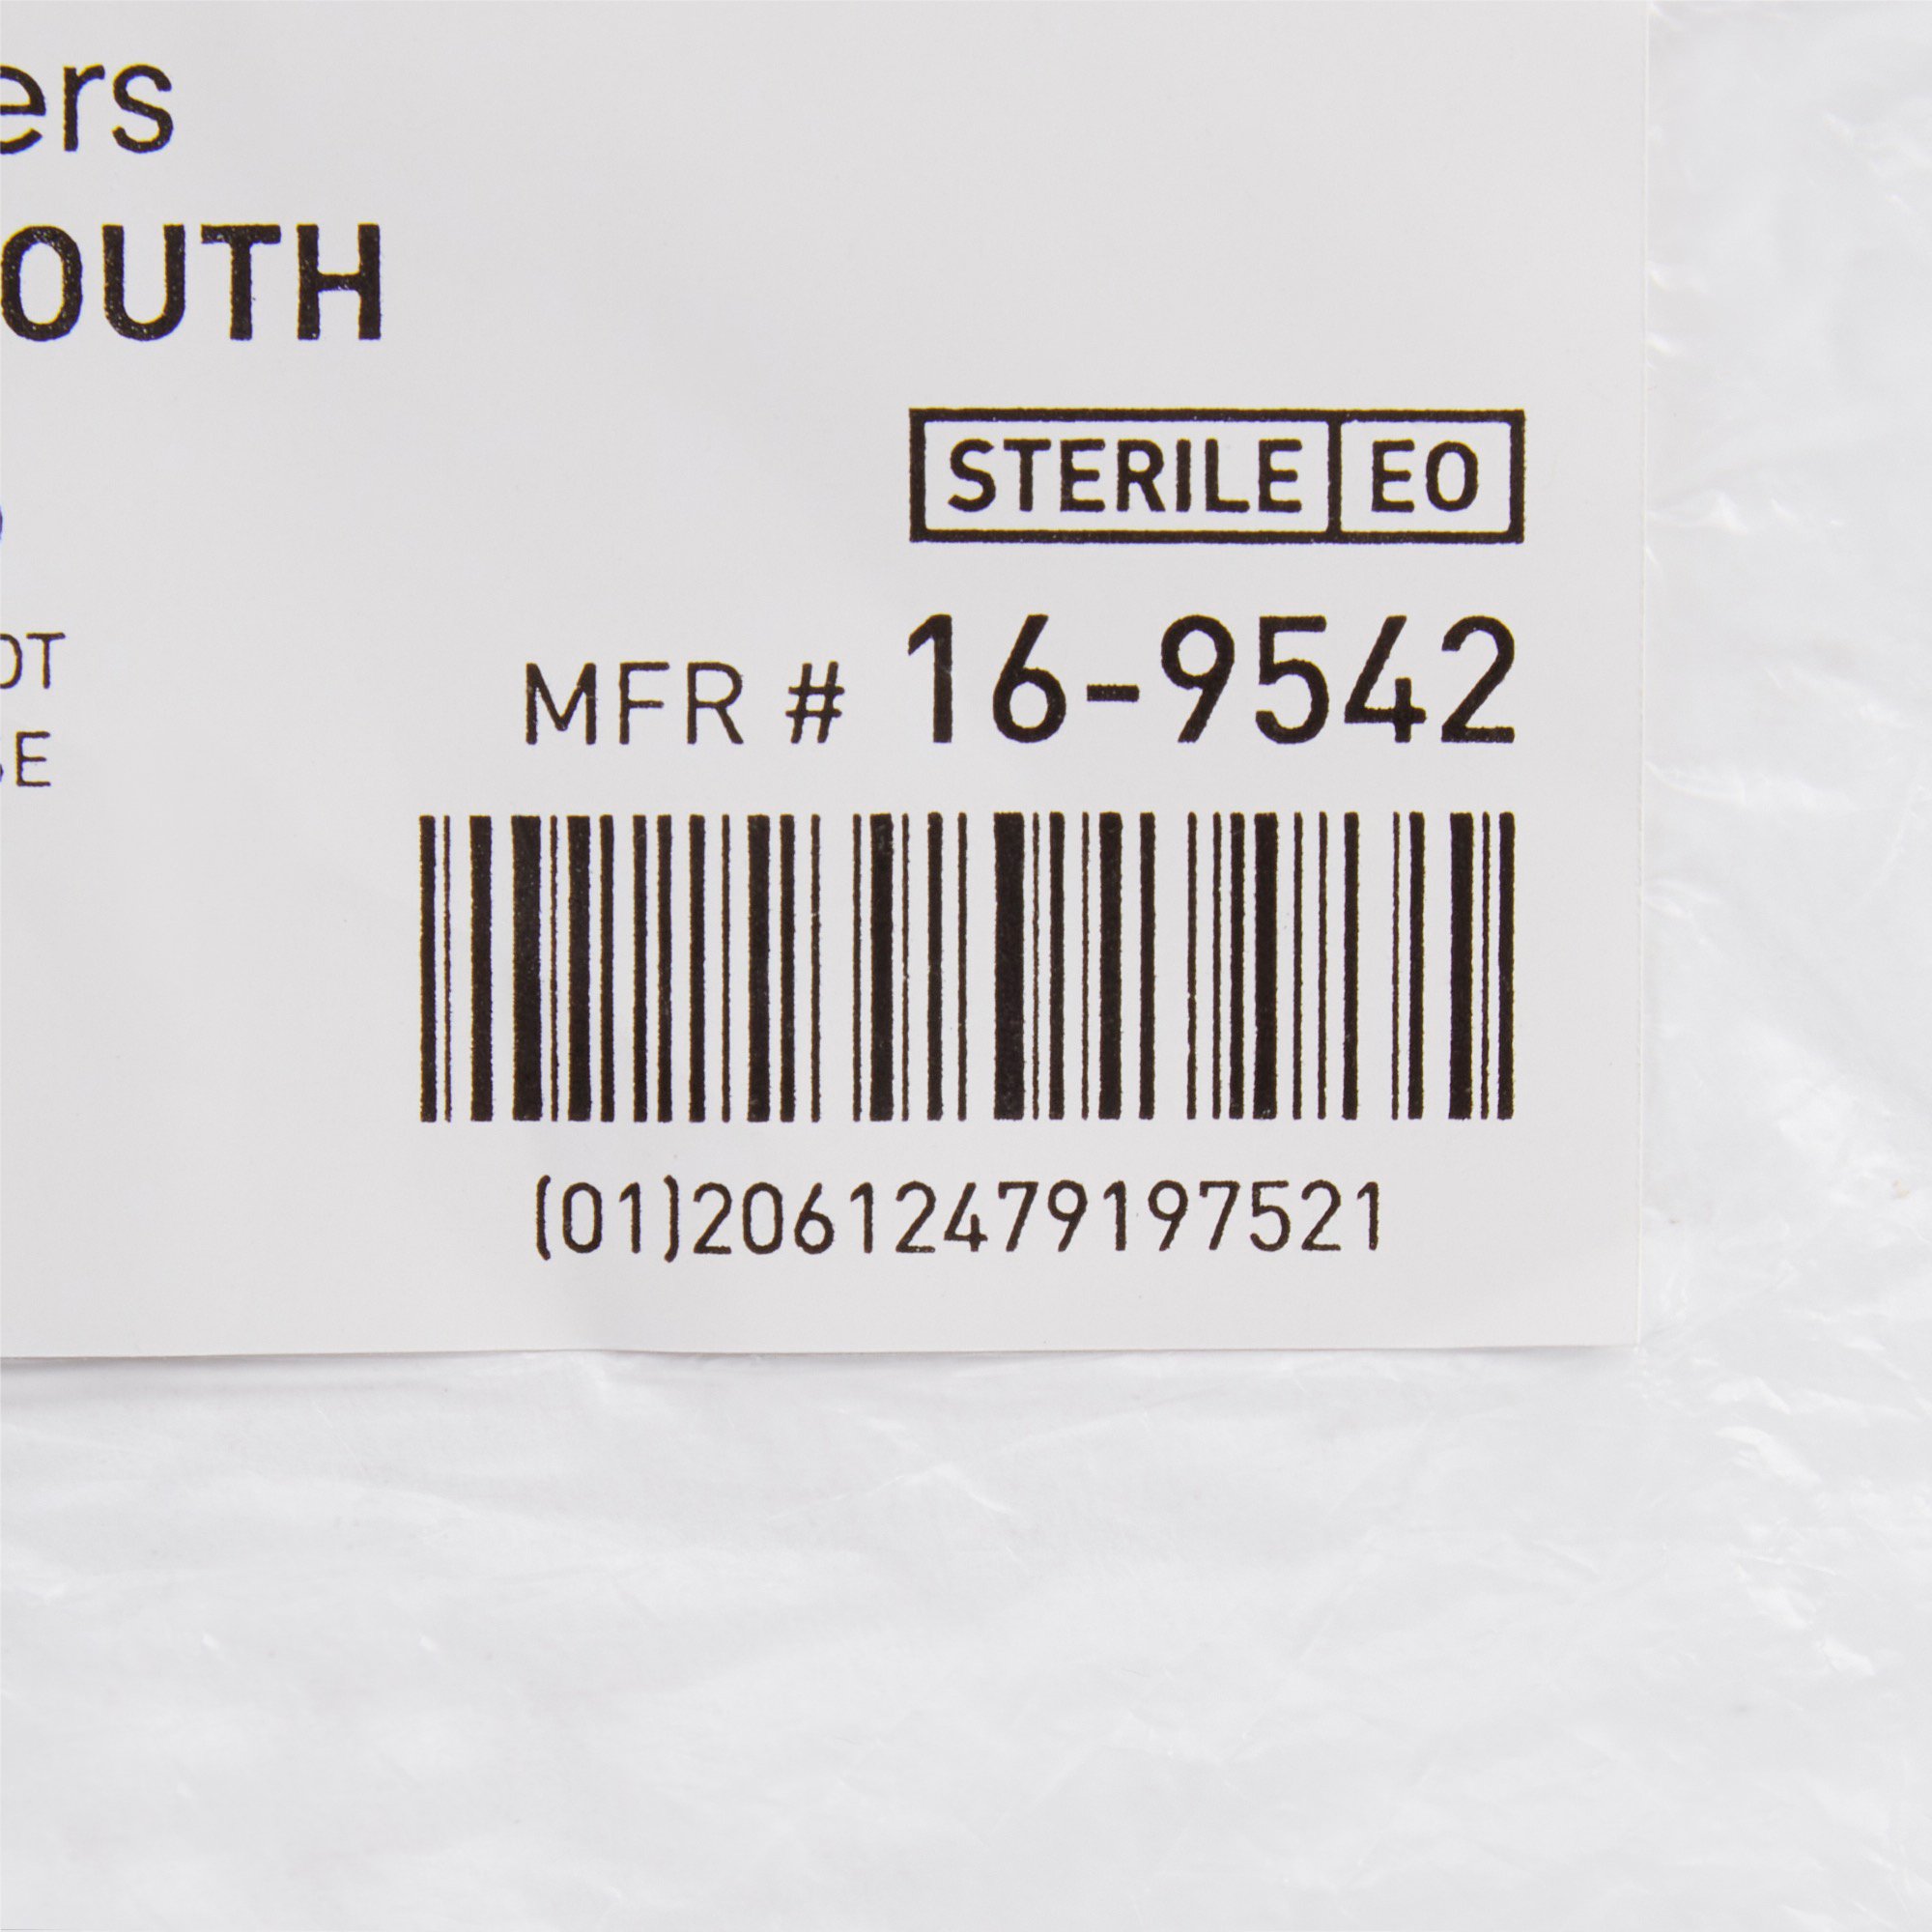 ers
OUTH
STERILE EO
OT
SE
MFR # 16-9542
(01)20612479197521